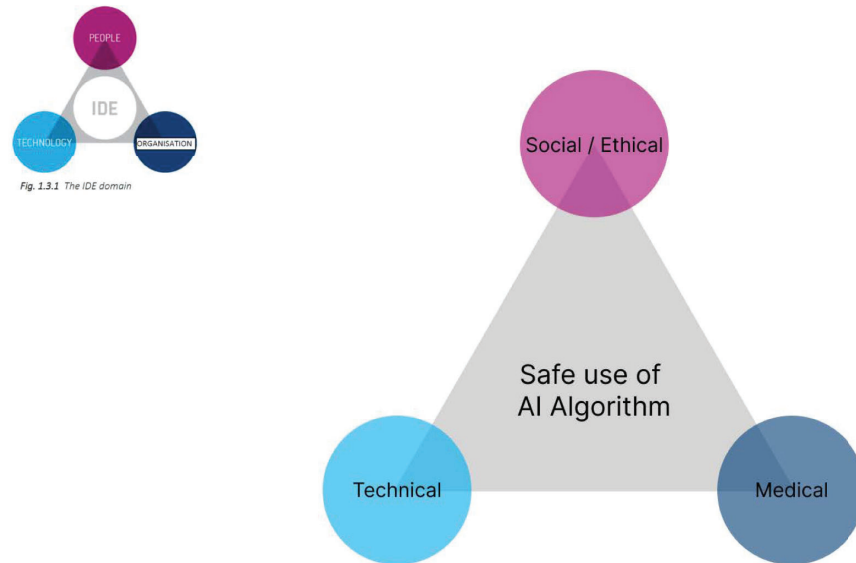 PEOPLE
IDE
TECHNOLOGY
ORGANISATION
Fig. 1.3.1 The IDE domain
Social / Ethical
Safe use of
AI Algorithm
Technical
Medical